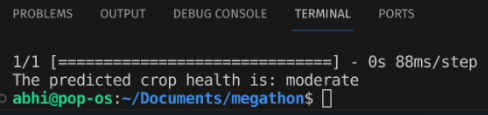 PROBLEMS OUTPUT DEBUG CONSOLE TERMINAL PORTS
1/1 [==============================] - 0s 88ms/step
The predicted crop health is: moderate
abhi@pop-os:~/Documents/megathon$